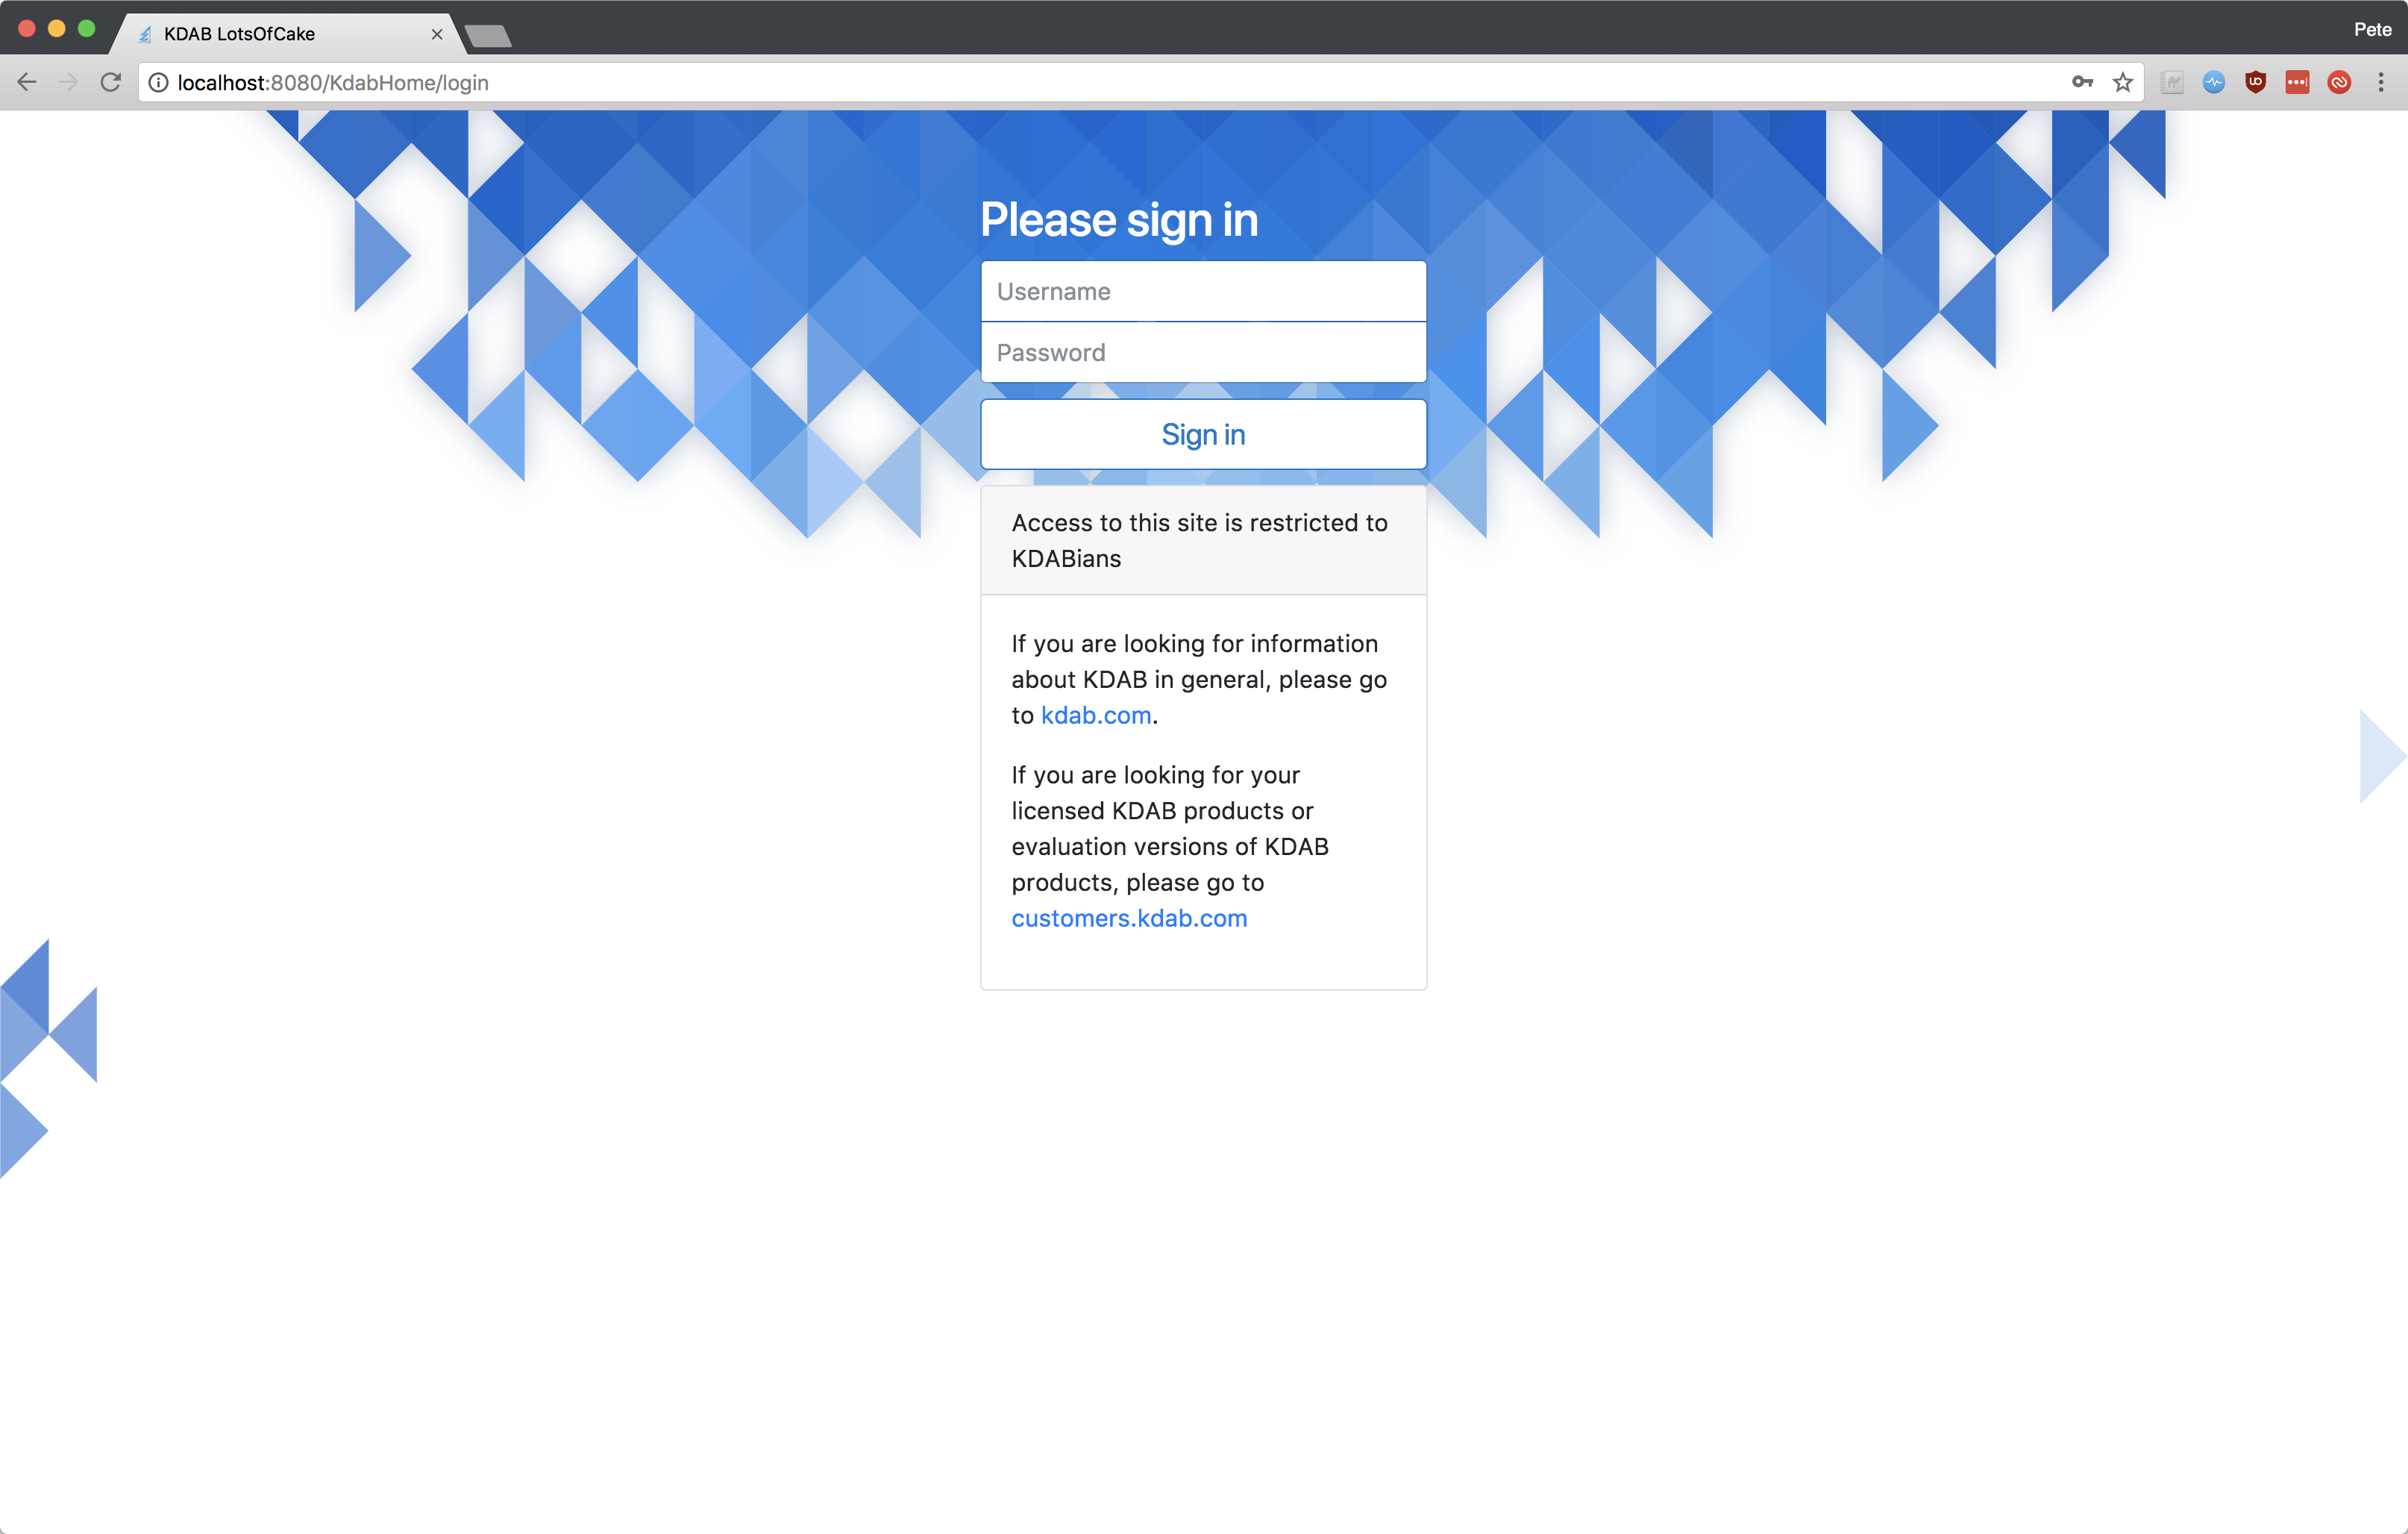 KDAB LotsOfCake
Pete
localhost:8080/KdabHome/login
Please sign in
Username
Password
Sign in
Access to this site is restricted to
KDABians
If you are looking for information
about KDAB in general, please go
to kdab.com.
If you are looking for your
licensed KDAB products or
evaluation versions of KDAB
products, please go to
customers.kdab.com